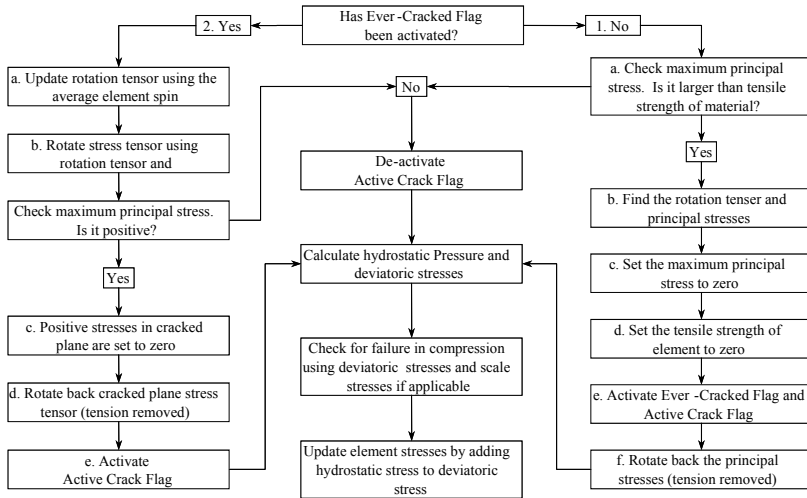 Has Ever-Cracked Flag
been activated?
2. Yes
1. No
a. Update rotation tensor using the
average element spin
b. Rotate stress tensor using
rotation tensor and
Check maximum principal stress.
Is it positive?
Yes
c. Positive stresses in cracked
plane are set to zero
d. Rotate back cracked plane stress
tensor (tension removed)
e. Activate
Active Crack Flag
No
De-activate
Active Crack Flag
Calculate hydrostatic Pressure and
deviatoric stresses
Check for failure in compression
using deviatoric stresses and scale
stresses if applicable
Update element stresses by adding
hydrostatic stress to deviatoric
stress
a. Check maximum principal
stress. Is it larger than tensile
strength of material?
Yes
b. Find the rotation tenser and
principal stresses
c. Set the maximum principal
stress to zero
d. Set the tensile strength of
element to zero
e. Activate Ever -Cracked Flag and
Active Crack Flag
f. Rotate back the principal
stresses (tension removed)